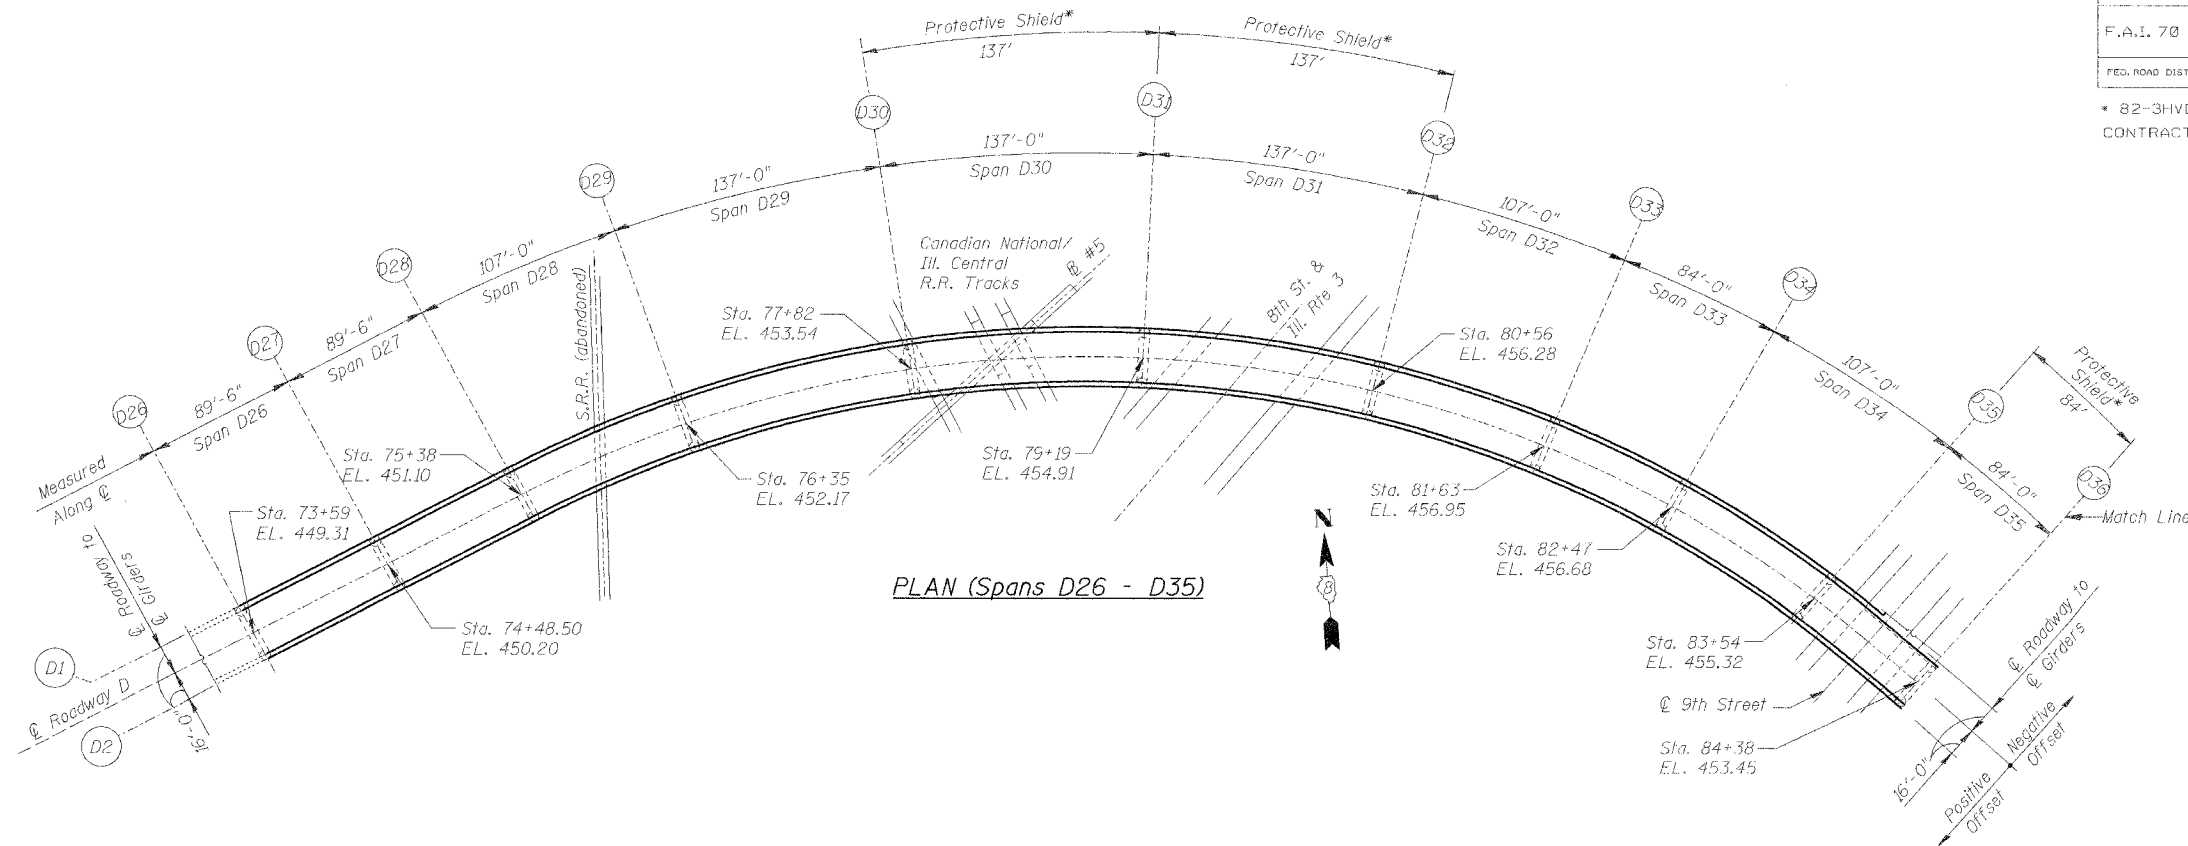 F.A.I. 70
FED. ROAD DIST
* 82-3HVD
CONTRACT
Protective Shield*
137'
Protective Shield*
137'
D30
D31
D32
137'-0"
Span D30
137'-0"
Span D31
D29
137'-0"
Span D29
107'-0"
Span D32
D33
D28
107'-0"
Span D28
84'-0"
Span D33
D34
D27
89'-6"
Span D27
107'-0"
Span D34
D35
Protective
Shield*
84'
D26
89'-6"
Span D26
84'-0"
Span D35
D36
Match Line
Measured
Along ℄
S.R.R. (abandoned)
Canadian National/
Ill. Central
R.R. Tracks
℔ #5
8th St. &
Ill. Rte 3
Sta. 77+82
EL. 453.54
Sta. 80+56
EL. 456.28
Sta. 75+38
EL. 451.10
Sta. 76+35
EL. 452.17
Sta. 79+19
EL. 454.91
Sta. 81+63
EL. 456.95
Sta. 73+59
EL. 449.31
Sta. 82+47
EL. 456.68
℄ Roadway to
℄ Girders
N
8
PLAN (Spans D26 - D35)
Sta. 74+48.50
EL. 450.20
Sta. 83+54
EL. 455.32
℄ 9th Street
Sta. 84+38
EL. 453.45
D1
℄ Roadway D
D2
16'-0"
℄ Roadway to
℄ Girders
16'-0"
Negative
Offset
Positive
Offset